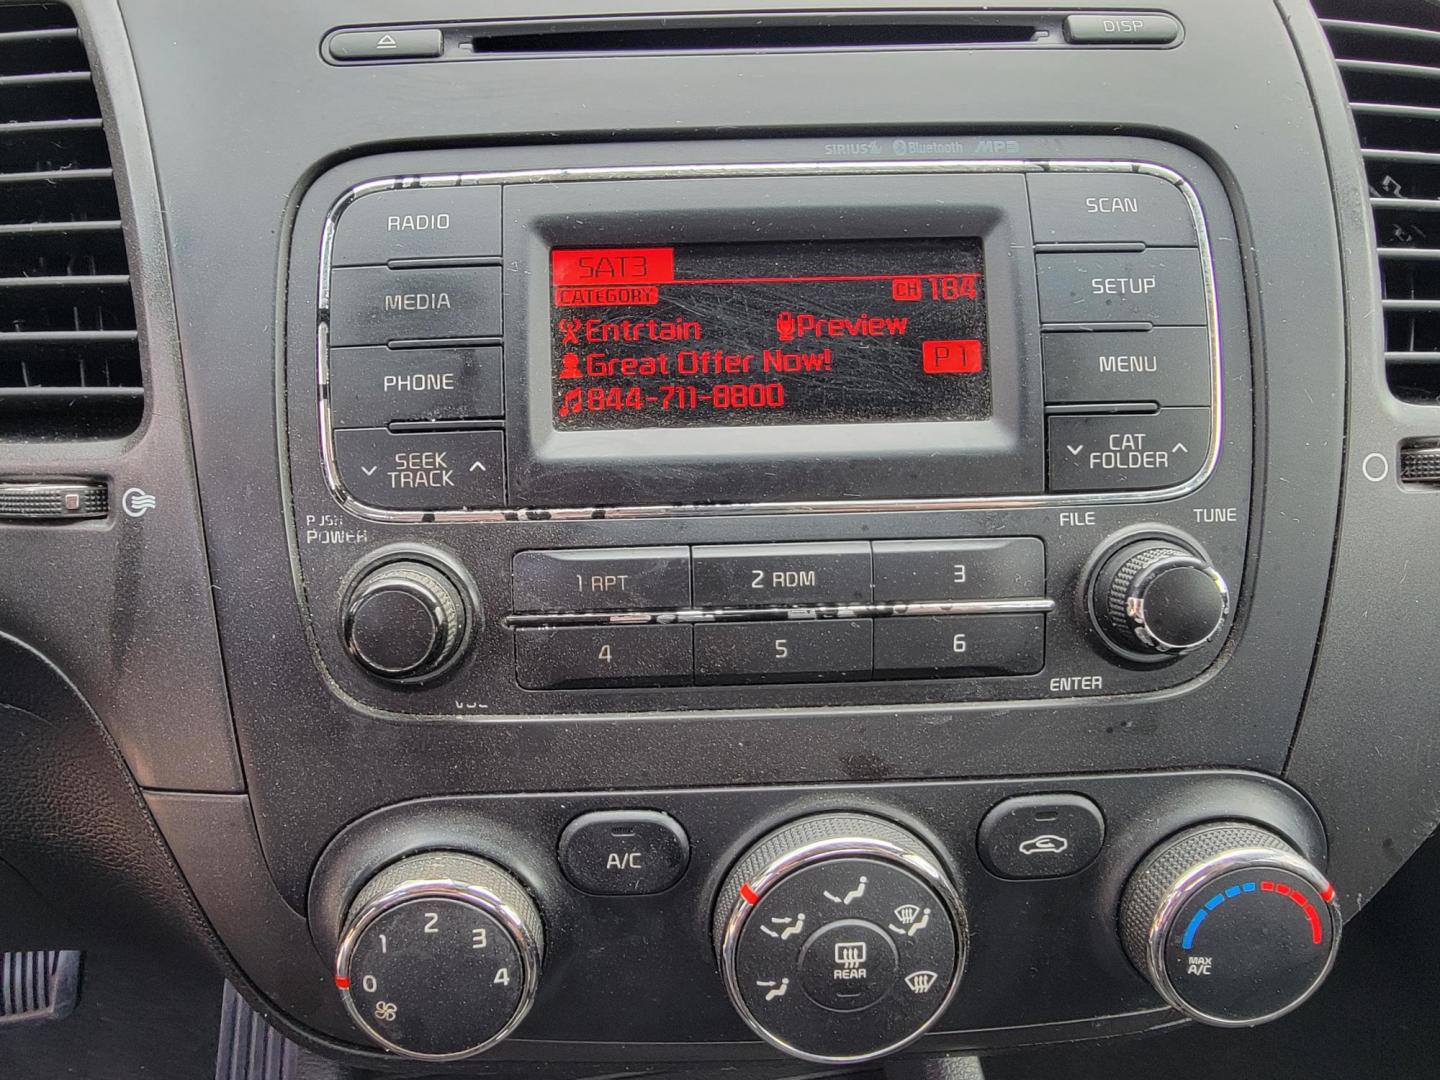 DISP
SIRIUS Bluetooth MP3
RADIO
MEDIA
PHONE
SEEK
TRACK
SAT3
CATEGORY
CH 184
Entrtain Preview
Great Offer Now! P1
844-711-8800
SCAN
SETUP
MENU
CAT
FOLDER
PUSH
POWER
FILE
TUNE
1 RPT
2 RDM
3
4
5
6
ENTER
A/C
0
1
2
3
4
REAR
MAX
A/C